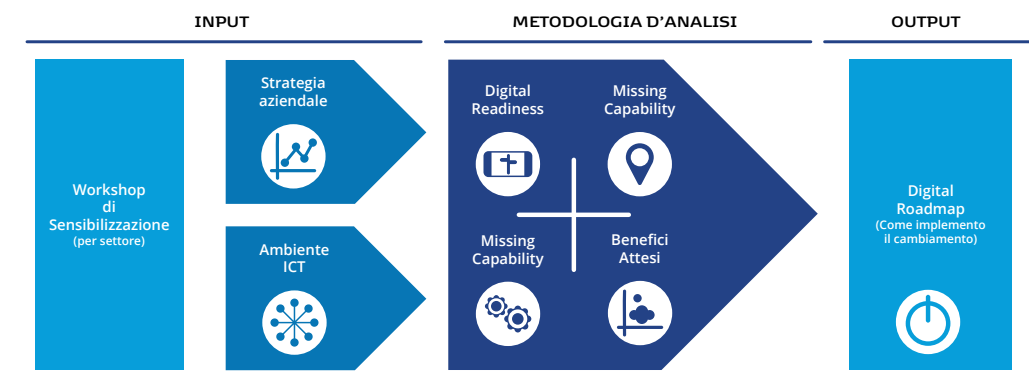 INPUT
METODOLOGIA D'ANALISI
OUTPUT
Workshop
di
Sensibilizzazione
(per settore)
Strategia
aziendale
Ambiente
ICT
Digital
Readiness
Missing
Capability
Missing
Capability
Benefici
Attesi
Digital
Roadmap
(Come implemento
il cambiamento)